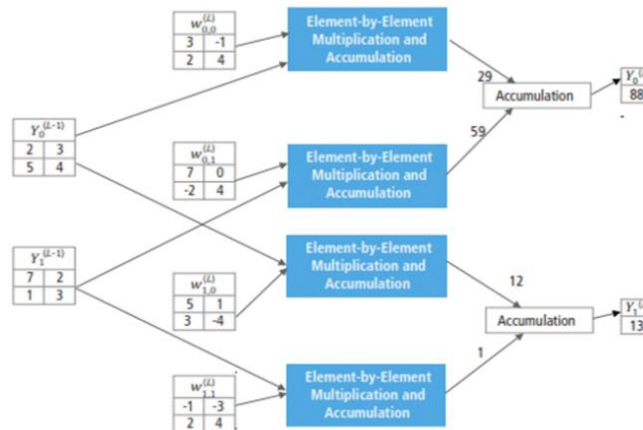 w0,0(L)
3 -1
2 4
Element-by-Element
Multiplication and
Accumulation
29
Accumulation
Y0(
88
Y0(L-1)
2 3
5 4
59
w0,1(L)
7 0
-2 4
Element-by-Element
Multiplication and
Accumulation
Y1(L-1)
7 2
1 3
w1,0(L)
5 1
3 -4
Element-by-Element
Multiplication and
Accumulation
12
Accumulation
Y1(
13
1
w1,1(L)
-1 -3
2 4
Element-by-Element
Multiplication and
Accumulation